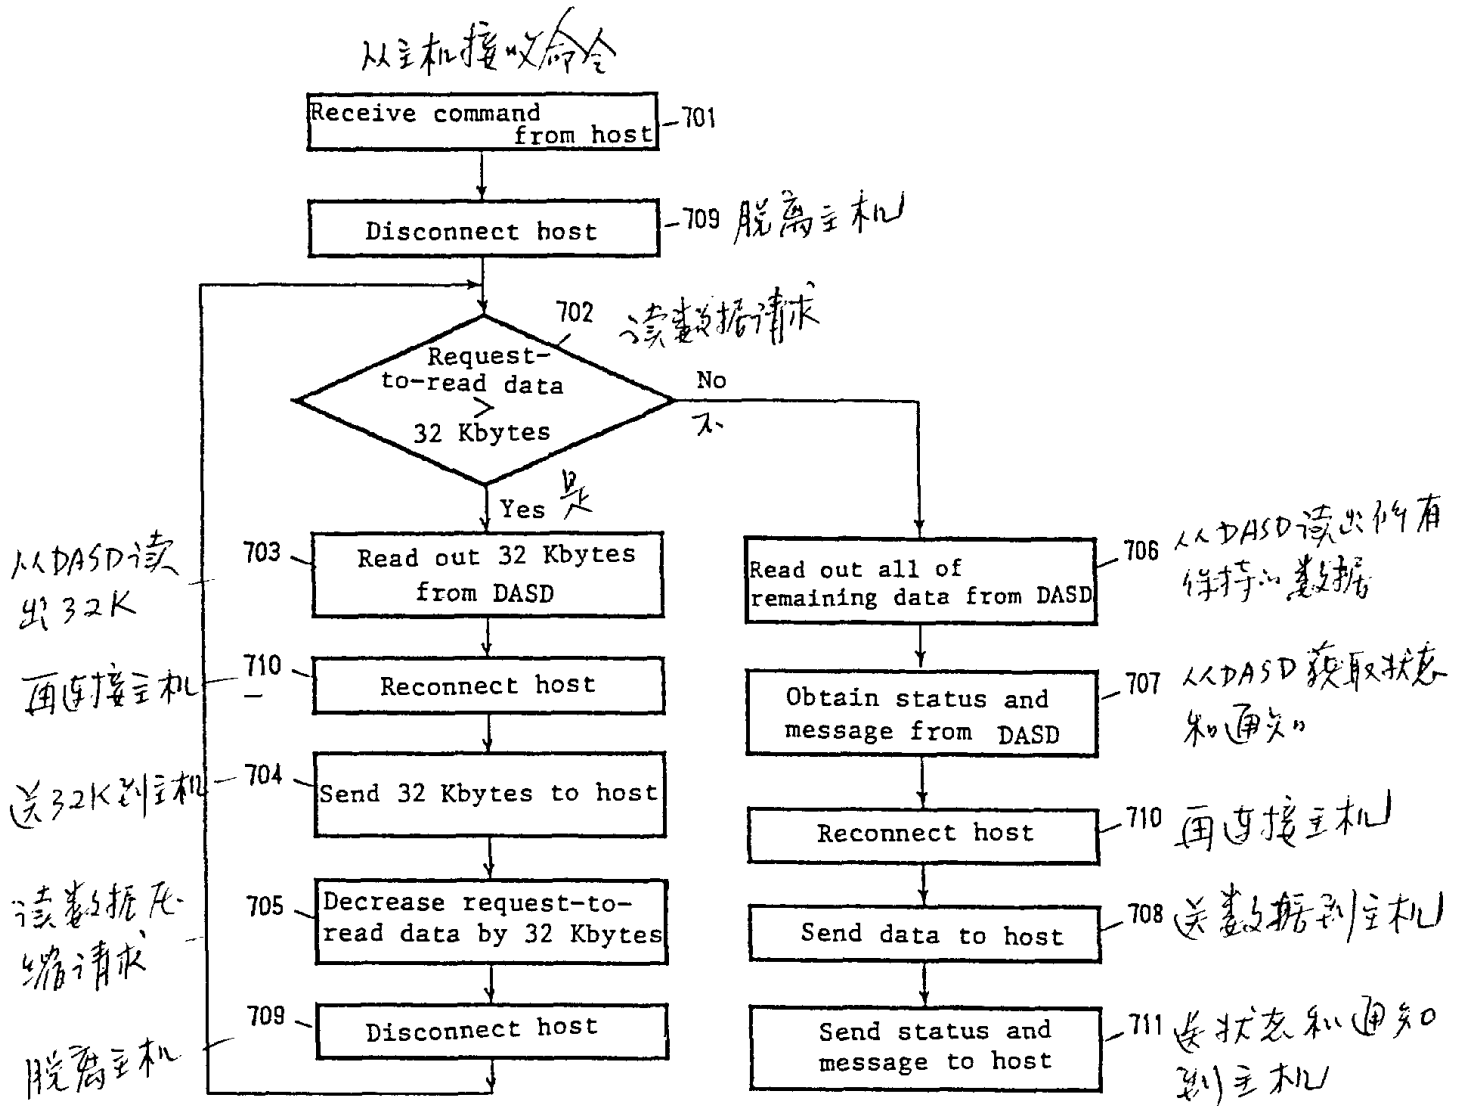 从主机接收命令
Receive command
from host
701
Disconnect host
709 脱离主机
702
读数据请求
Request-
to-read data
>
32 Kbytes
No
不
Yes 是
从DASD读
出32K
703
Read out 32 Kbytes
from DASD
再连接主机
710
Reconnect host
送32K到主机
704
Send 32 Kbytes to host
读数据压
缩请求
705
Decrease request-to-
read data by 32 Kbytes
脱离主机
709
Disconnect host
Read out all of
remaining data from DASD
706
从DASD读出所有
保持的数据
Obtain status and
message from DASD
707
从DASD获取状态
和通知
Reconnect host
710
再连接主机
Send data to host
708
送数据到主机
Send status and
message to host
711
送状态和通知
到主机